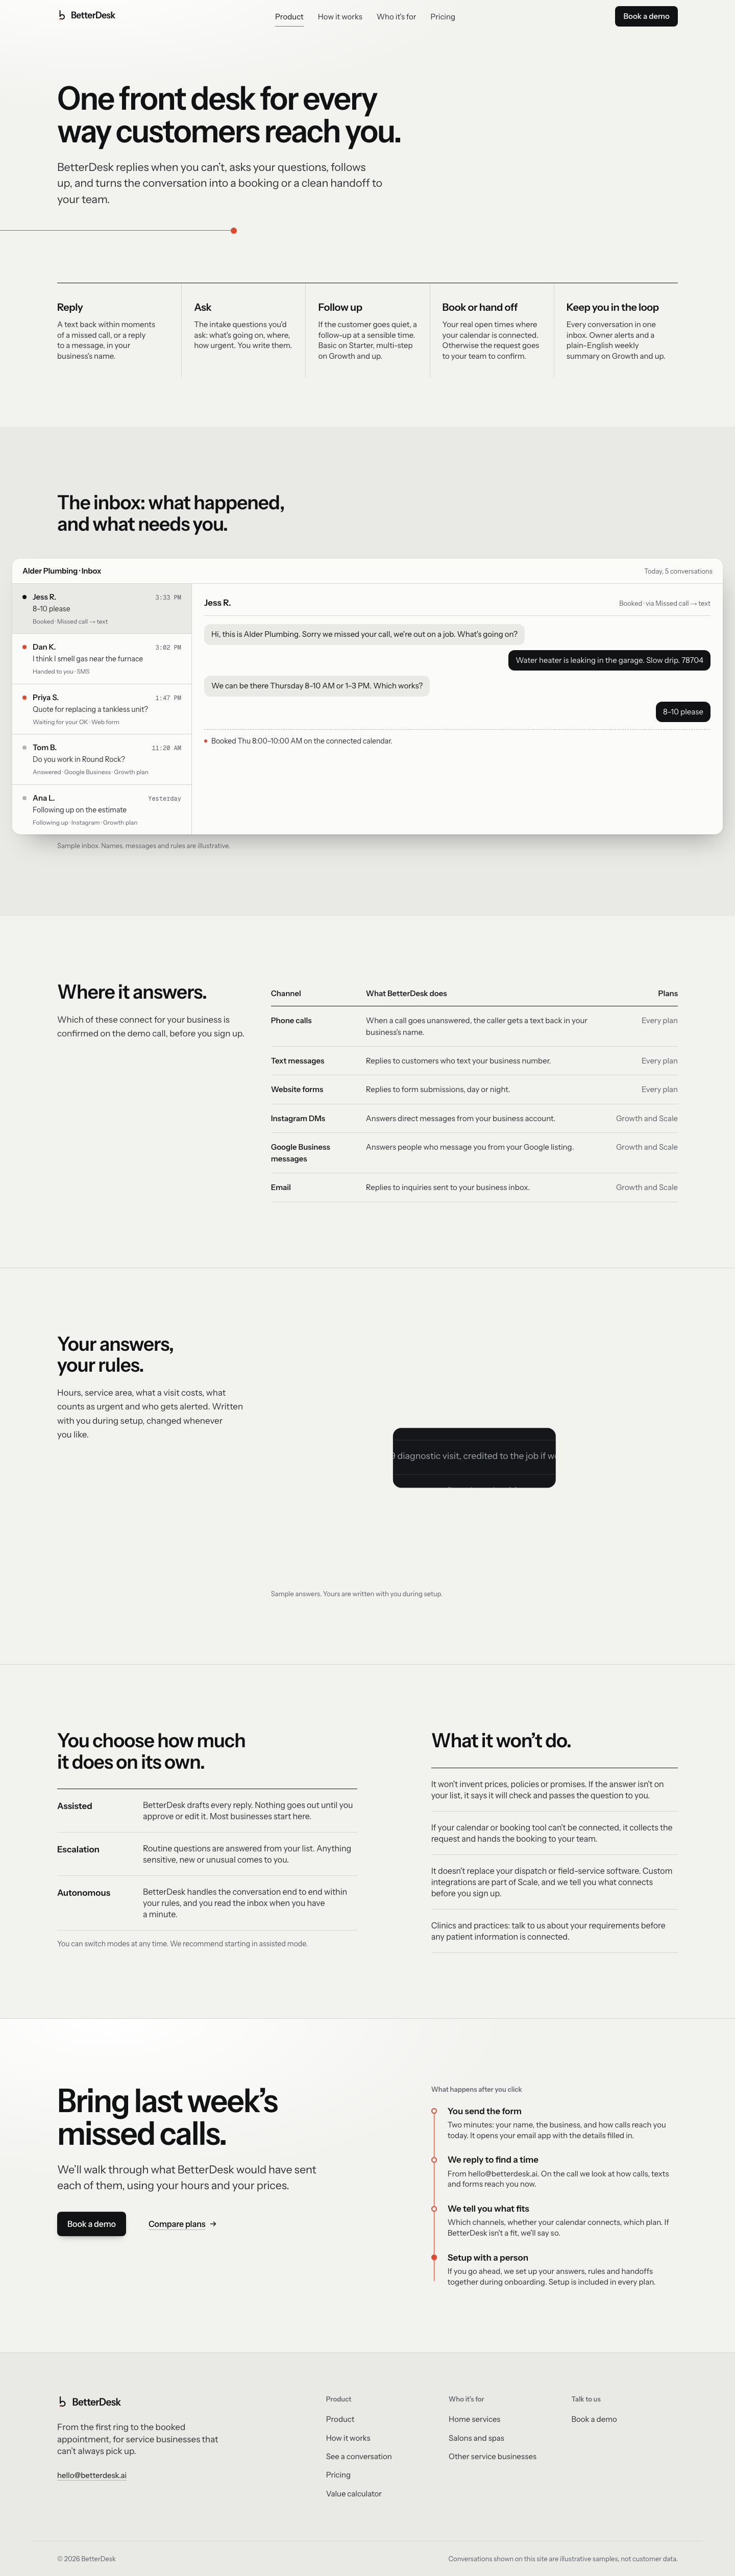 BetterDesk
Product
How it works
Who it's for
Pricing
Book a demo
One front desk for every
way customers reach you.
BetterDesk replies when you can't, asks your questions, follows
up, and turns the conversation into a booking or a clean handoff to
your team.
Reply
A text back within moments
of a missed call, or a reply
to a message, in your
business's name.
Ask
The intake questions you'd
ask: what's going on, where,
how urgent. You write them.
Follow up
If the customer goes quiet, a
follow-up at a sensible time.
Basic on Starter, multi-step
on Growth and up.
Book or hand off
Your real open times where
your calendar is connected.
Otherwise the request goes
to your team to confirm.
Keep you in the loop
Every conversation in one
inbox. Owner alerts and a
plain-English weekly
summary on Growth and up.
The inbox: what happened,
and what needs you.
Alder Plumbing · Inbox
Today, 5 conversations
Jess R.
3:33 PM
8–10 please
Booked · Missed call → text
Dan K.
3:02 PM
I think I smell gas near the furnace
Handed to you · SMS
Priya S.
1:47 PM
Quote for replacing a tankless unit?
Waiting for your OK · Web form
Tom B.
11:20 AM
Do you work in Round Rock?
Answered · Google Business · Growth plan
Ana L.
Yesterday
Following up on the estimate
Following up · Instagram · Growth plan
Jess R.
Booked · via Missed call → text
Hi, this is Alder Plumbing. Sorry we missed your call, we're out on a job. What's going on?
Water heater is leaking in the garage. Slow drip. 78704
We can be there Thursday 8–10 AM or 1–3 PM. Which works?
8–10 please
Booked Thu 8:00–10:00 AM on the connected calendar.
Sample inbox. Names, messages and rules are illustrative.
Where it answers.
Which of these connect for your business is
confirmed on the demo call, before you sign up.
Channel
What BetterDesk does
Plans
Phone calls
When a call goes unanswered, the caller gets a text back in your
business's name.
Every plan
Text messages
Replies to customers who text your business number.
Every plan
Website forms
Replies to form submissions, day or night.
Every plan
Instagram DMs
Answers direct messages from your business account.
Growth and Scale
Google Business
messages
Answers people who message you from your Google listing.
Growth and Scale
Email
Replies to inquiries sent to your business inbox.
Growth and Scale
Your answers,
your rules.
Hours, service area, what a visit costs, what
counts as urgent and who gets alerted. Written
with you during setup, changed whenever
you like.
diagnostic visit, credited to the job if
Sample answers. Yours are written with you during setup.
You choose how much
it does on its own.
Assisted
BetterDesk drafts every reply. Nothing goes out until you
approve or edit it. Most businesses start here.
Escalation
Routine questions are answered from your list. Anything
sensitive, new or unusual comes to you.
Autonomous
BetterDesk handles the conversation end to end within
your rules, and you read the inbox when you have
a minute.
You can switch modes at any time. We recommend starting in assisted mode.
What it won't do.
It won't invent prices, policies or promises. If the answer isn't on
your list, it says it will check and passes the question to you.
If your calendar or booking tool can't be connected, it collects the
request and hands the booking to your team.
It doesn't replace your dispatch or field-service software. Custom
integrations are part of Scale, and we tell you what connects
before you sign up.
Clinics and practices: talk to us about your requirements before
any patient information is connected.
Bring last week's
missed calls.
We'll walk through what BetterDesk would have sent
each of them, using your hours and your prices.
Book a demo
Compare plans →
What happens after you click
You send the form
Two minutes: your name, the business, and how calls reach you
today. It opens your email app with the details filled in.
We reply to find a time
From hello@betterdesk.ai. On the call we look at how calls, texts
and forms reach you now.
We tell you what fits
Which channels, whether your calendar connects, which plan. If
BetterDesk isn't a fit, we'll say so.
Setup with a person
If you go ahead, we set up your answers, rules and handoffs
together during onboarding. Setup is included in every plan.
BetterDesk
From the first ring to the booked
appointment, for service businesses that
can't always pick up.
hello@betterdesk.ai
Product
Product
How it works
See a conversation
Pricing
Value calculator
Who it's for
Home services
Salons and spas
Other service businesses
Talk to us
Book a demo
© 2026 BetterDesk
Conversations shown on this site are illustrative samples, not customer data.